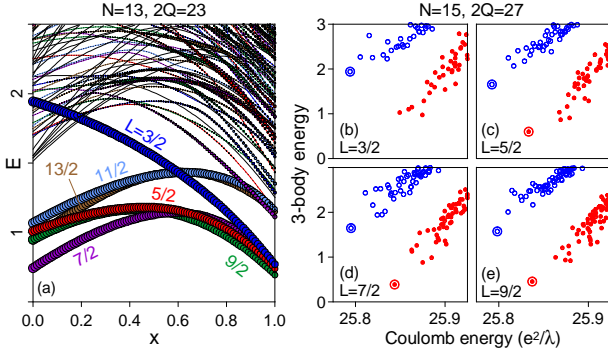 N=13, 2Q=23
N=15, 2Q=27
E
2
1
L=3/2
13/2
11/2
5/2
7/2
9/2
(a)
0.0
0.2
0.4
0.6
0.8
1.0
x
3-body energy
3
2
1
0
(b)
L=3/2
(c)
L=5/2
3
2
1
0
(d)
L=7/2
(e)
L=9/2
25.8
25.9
25.8
25.9
Coulomb energy (e²/λ)